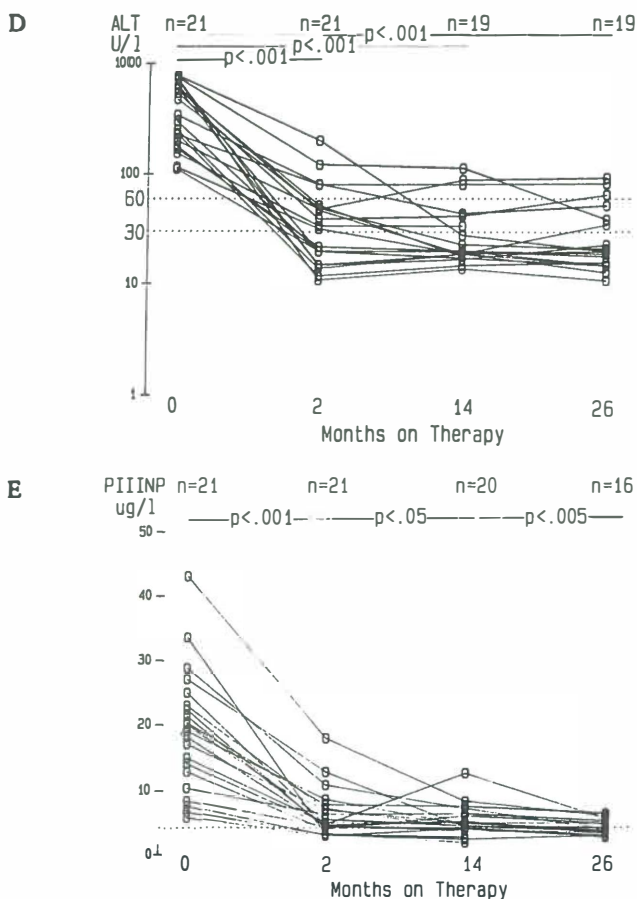 D
ALT n=21 n=21 n=19 n=19
U/l p<.001
p<.001
p<.001
1000
100
60
30
10
1
0 2 14 26
Months on Therapy
E
PIIINP n=21 n=21 n=20 n=16
ug/l
p<.001 p<.05 p<.005
50
40
30
20
10
0
0 2 14 26
Months on Therapy